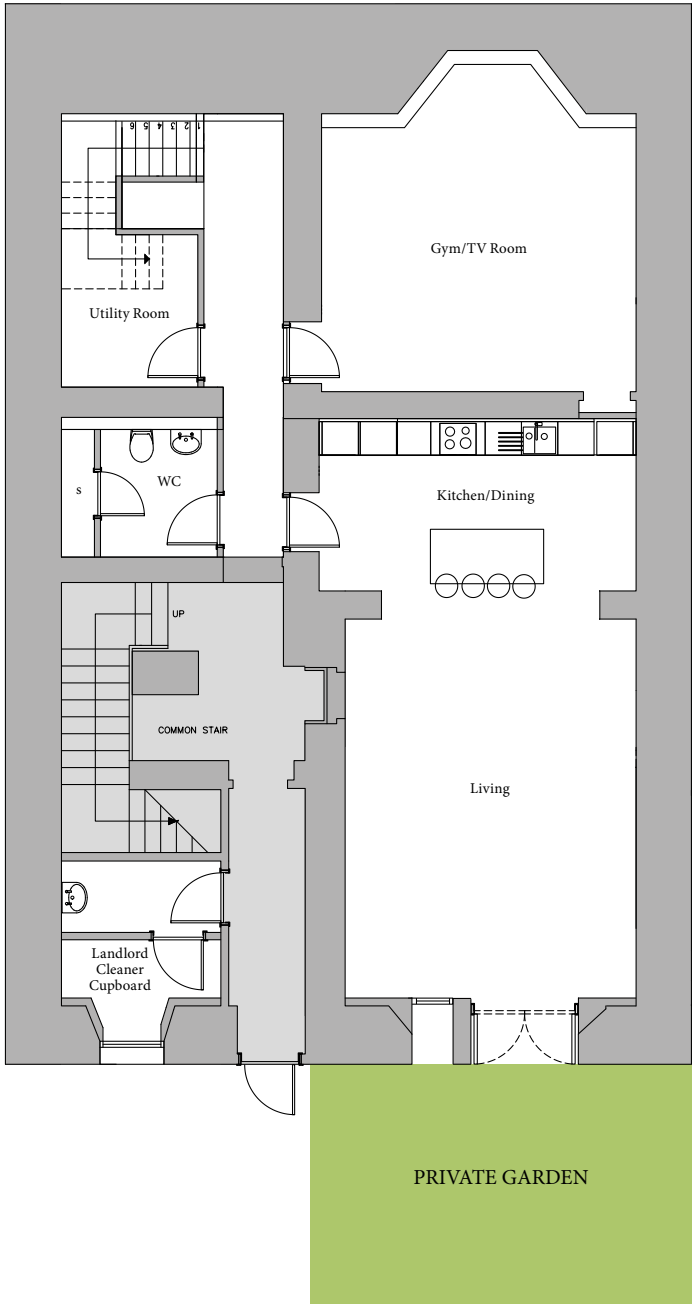 6 5 4 3 2 1
Gym/TV Room
Utility Room
s
WC
Kitchen/Dining
UP
COMMON STAIR
Living
Landlord
Cleaner
Cupboard
PRIVATE GARDEN